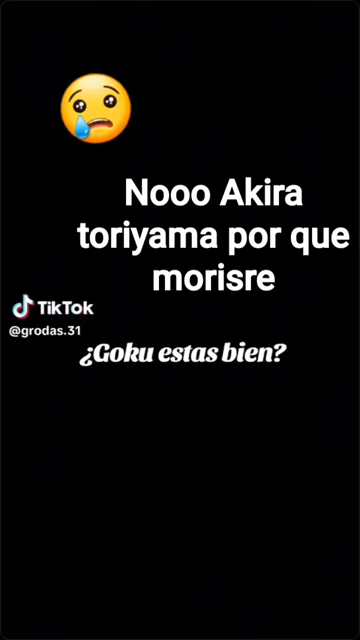 Nooo Akira
toriyama por que
morisre
TikTok
@grodas.31
¿Goku estas bien?